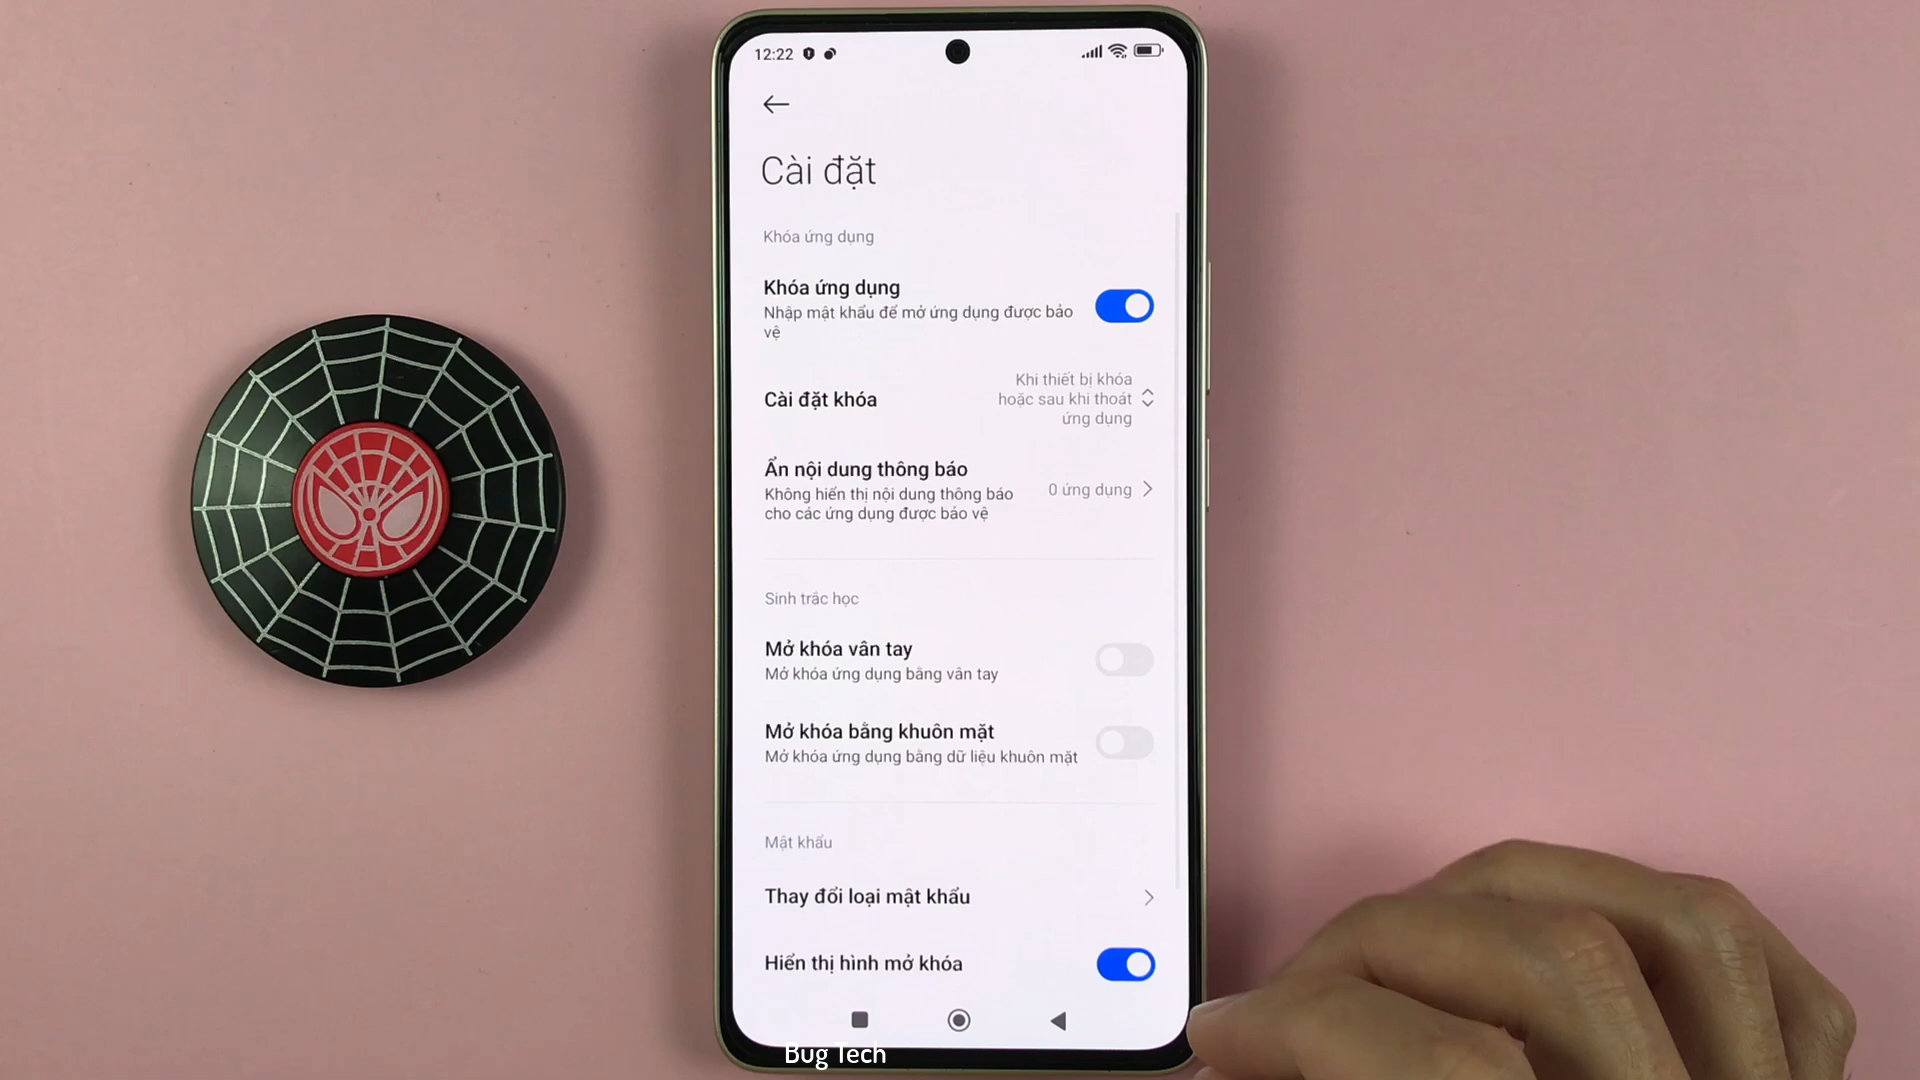 12:22
Cài đặt
Khóa ứng dụng
Khóa ứng dụng
Nhập mật khẩu để mở ứng dụng được bảo
vệ
Cài đặt khóa
Khi thiết bị khóa
hoặc sau khi thoát
ứng dụng
Ẩn nội dung thông báo
Không hiển thị nội dung thông báo
cho các ứng dụng được bảo vệ
0 ứng dụng
Sinh trắc học
Mở khóa vân tay
Mở khóa ứng dụng bằng vân tay
Mở khóa bằng khuôn mặt
Mở khóa ứng dụng bằng dữ liệu khuôn mặt
Mật khẩu
Thay đổi loại mật khẩu
Hiển thị hình mở khóa
Bug Tech